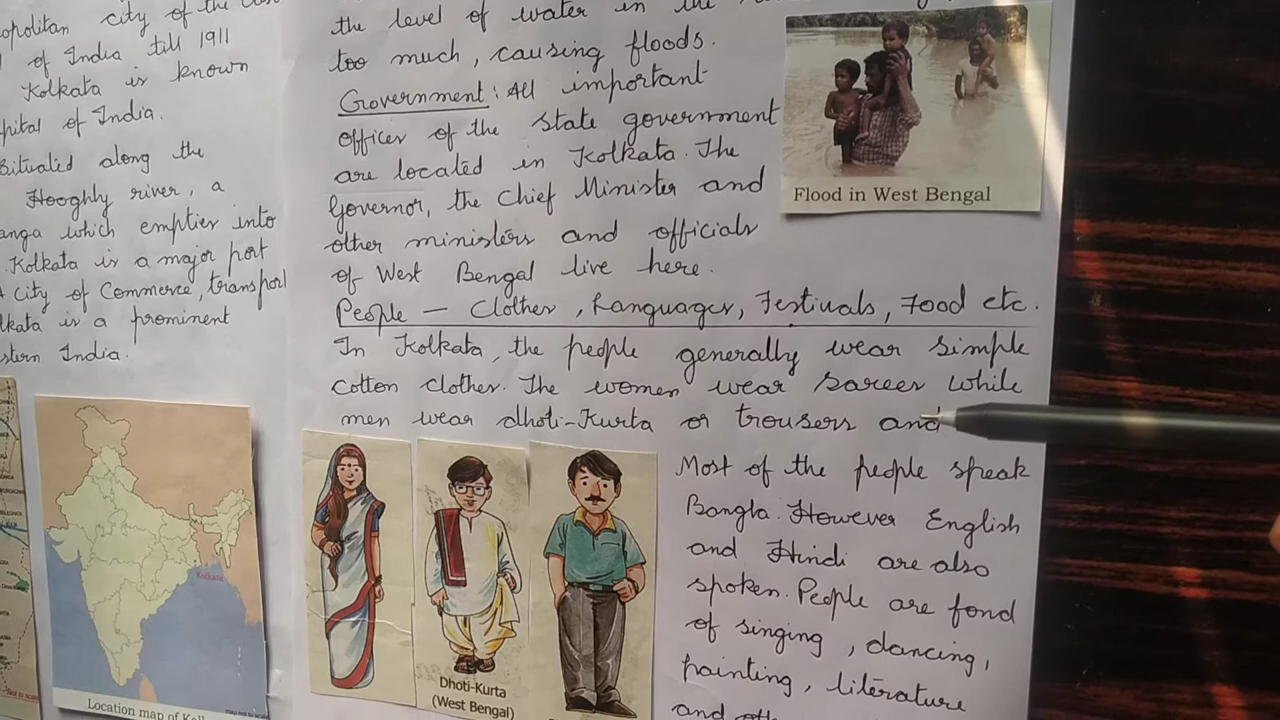 city of the
of India till 1911
Kolkata is known
of India.
Situated along the
Hooghly river, a
which empties into
Kolkata is a major port
city of Commerce, transport
is a prominent
India.
the level of water in the
too much, causing floods.
Government: All important
officer of the state government
are located in Kolkata. The
Governor, the Chief Minister and
other ministers and officials
of West Bengal live here.
People - Clothes, Languages, Festivals, Food etc.
In Kolkata, the people generally wear simple
cotton clothes. The women wear sarees while
men wear dhoti-Kurta or trousers and
Most of the people speak
Bangla. However English
and Hindi are also
spoken. People are fond
of singing, dancing,
painting, literature
and
Flood in West Bengal
Kolkata
Location map of
Dhoti-Kurta
(West Bengal)